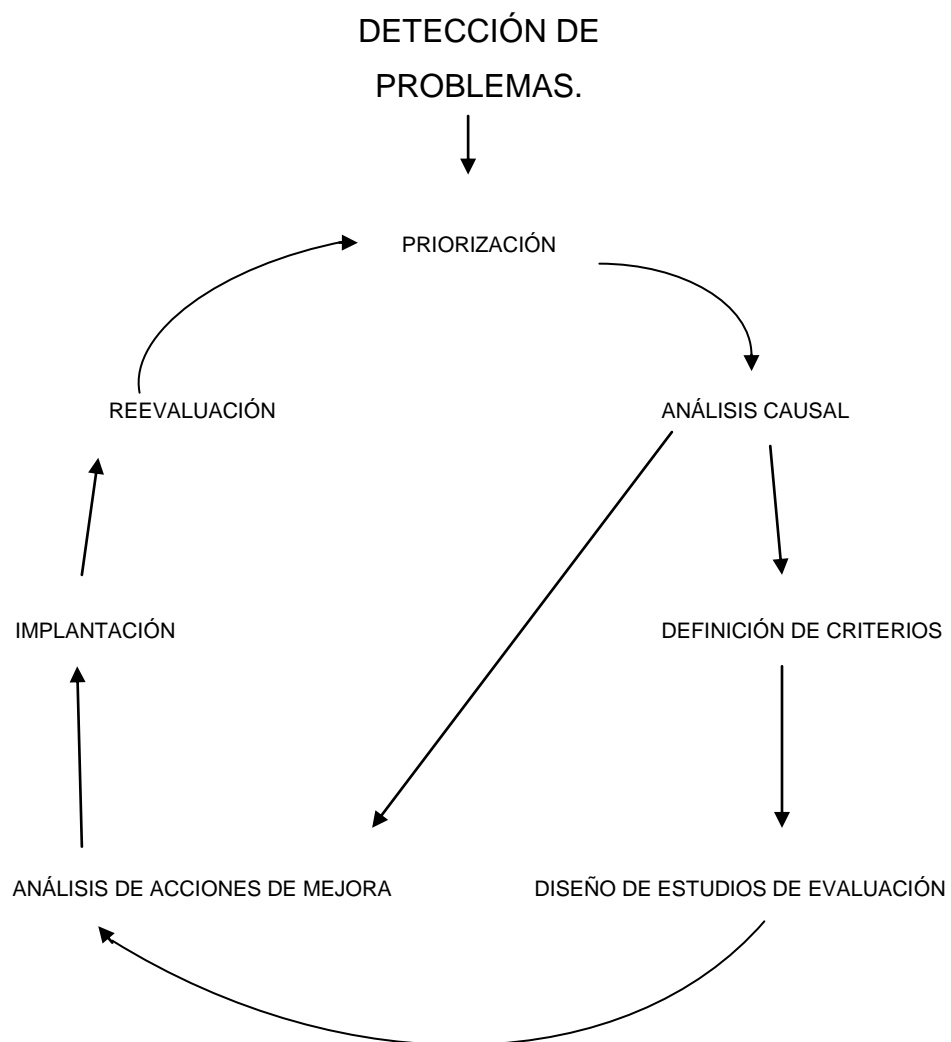 DETECCIÓN DE
PROBLEMAS.
PRIORIZACIÓN
REEVALUACIÓN
ANÁLISIS CAUSAL
IMPLANTACIÓN
DEFINICIÓN DE CRITERIOS
ANÁLISIS DE ACCIONES DE MEJORA
DISEÑO DE ESTUDIOS DE EVALUACIÓN